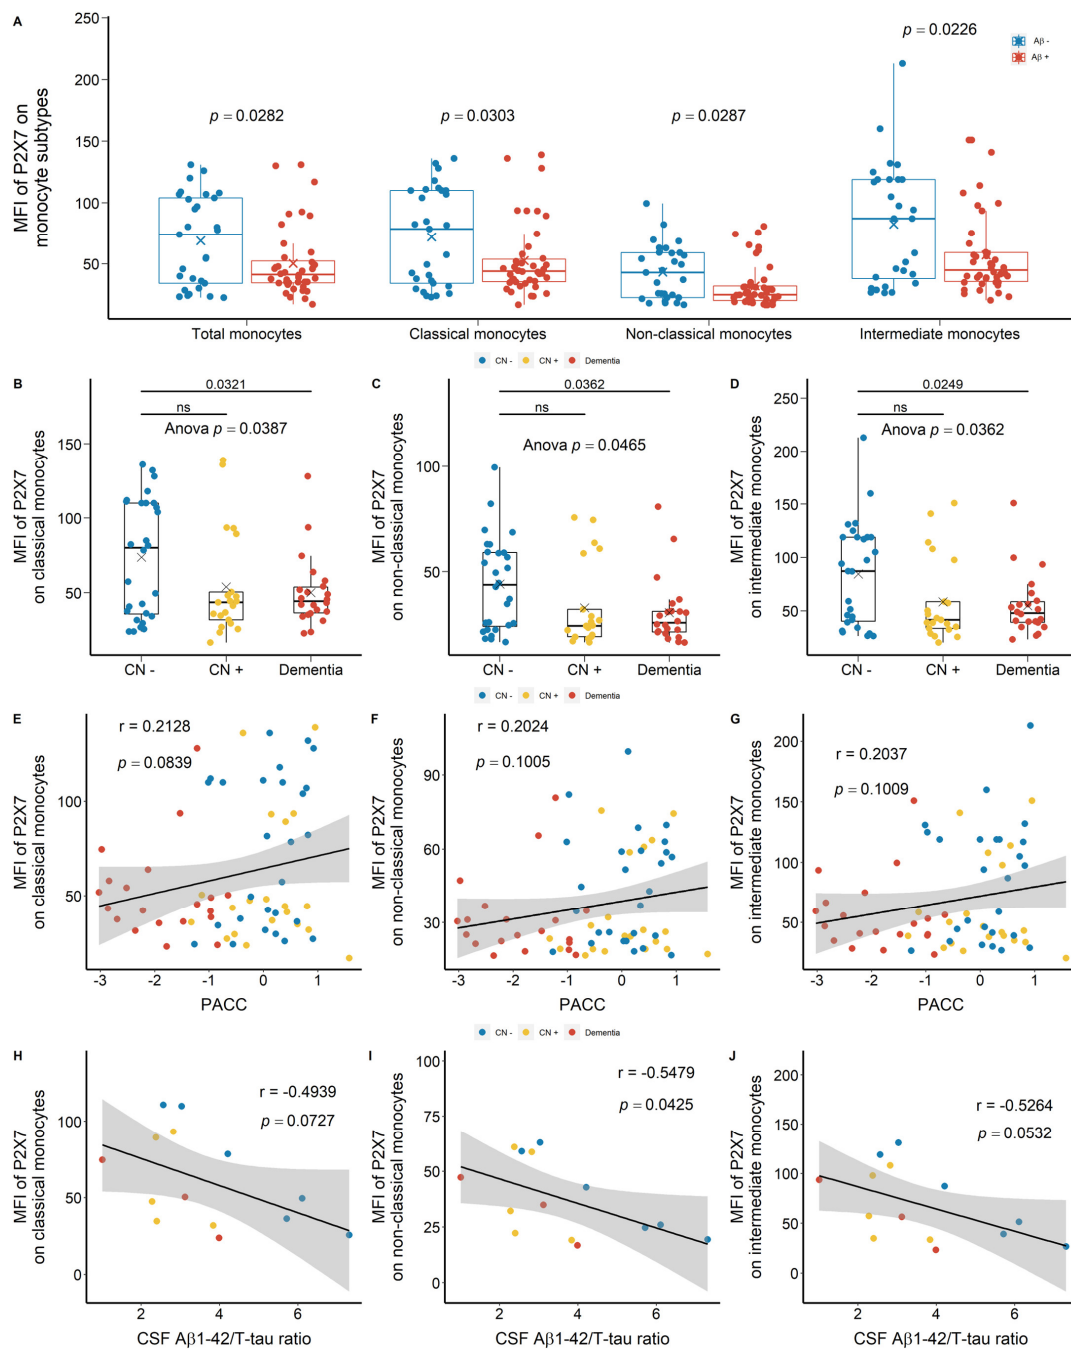 A
MFI of P2X7 on
monocyte subtypes
250
200
150
100
50
p = 0.0282
p = 0.0303
p = 0.0287
p = 0.0226
Aβ -
Aβ +
Total monocytes
Classical monocytes
Non-classical monocytes
Intermediate monocytes
CN - CN + Dementia
B
MFI of P2X7
on classical monocytes
150
100
50
0.0321
ns
Anova p = 0.0387
CN -
CN +
Dementia
C
MFI of P2X7
on non-classical monocytes
100
50
0.0362
ns
Anova p = 0.0465
CN -
CN +
Dementia
D
MFI of P2X7
on intermediate monocytes
250
200
150
100
50
0.0249
ns
Anova p = 0.0362
CN -
CN +
Dementia
CN - CN + Dementia
E
MFI of P2X7
on classical monocytes
100
50
r = 0.2128
p = 0.0839
-3 -2 -1 0 1
PACC
F
MFI of P2X7
on non-classical monocytes
90
60
30
r = 0.2024
p = 0.1005
-3 -2 -1 0 1
PACC
G
MFI of P2X7
on intermediate monocytes
200
150
100
50
0
r = 0.2037
p = 0.1009
-3 -2 -1 0 1
PACC
CN - CN + Dementia
H
MFI of P2X7
on classical monocytes
100
50
0
r = -0.4939
p = 0.0727
2 4 6
CSF Aβ1-42/T-tau ratio
I
MFI of P2X7
on non-classical monocytes
100
75
50
25
0
r = -0.5479
p = 0.0425
2 4 6
CSF Aβ1-42/T-tau ratio
J
MFI of P2X7
on intermediate monocytes
200
150
100
50
0
r = -0.5264
p = 0.0532
2 4 6
CSF Aβ1-42/T-tau ratio